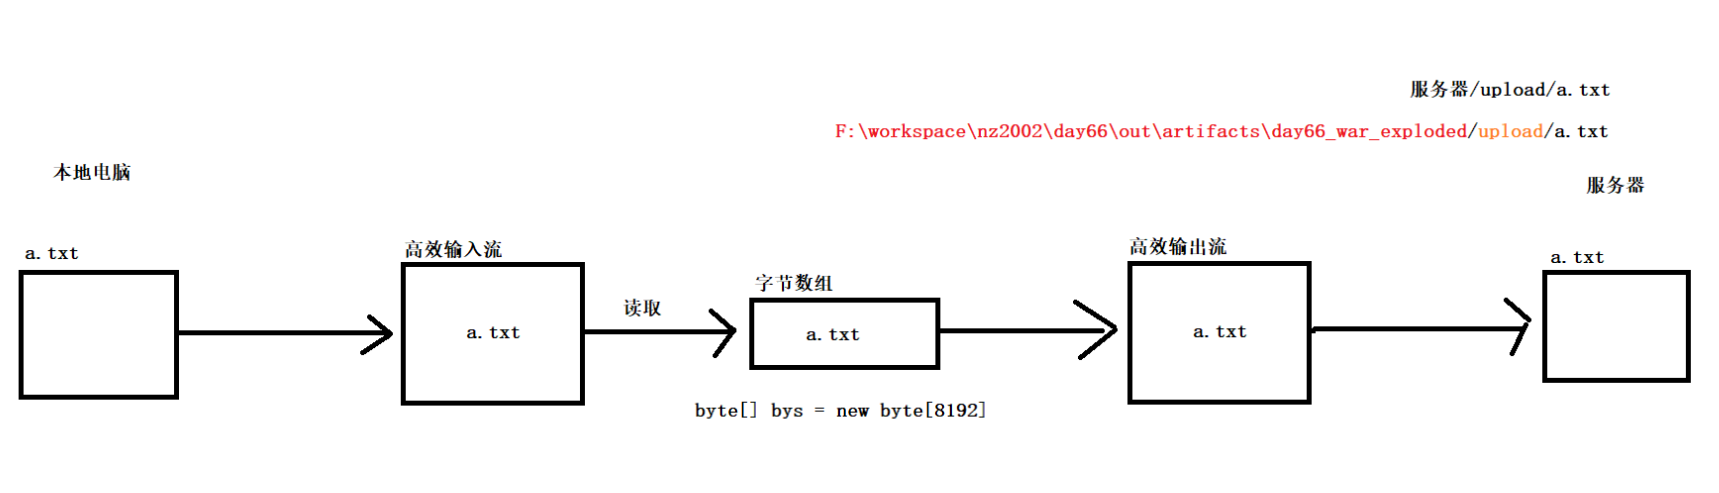 服务器/upload/a.txt
F:\workspace\nz2002\day66\out\artifacts\day66_war_exploded/upload/a.txt
本地电脑
服务器
a.txt
高效输入流
高效输出流
a.txt
字节数组
读取
a.txt
a.txt
a.txt
byte[] bys = new byte[8192]